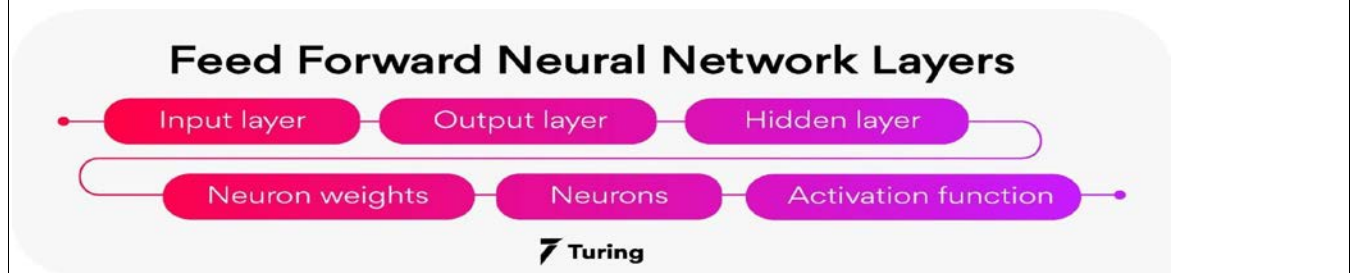 Feed Forward Neural Network Layers
Input layer Output layer Hidden layer
Neuron weights Neurons Activation function
Turing